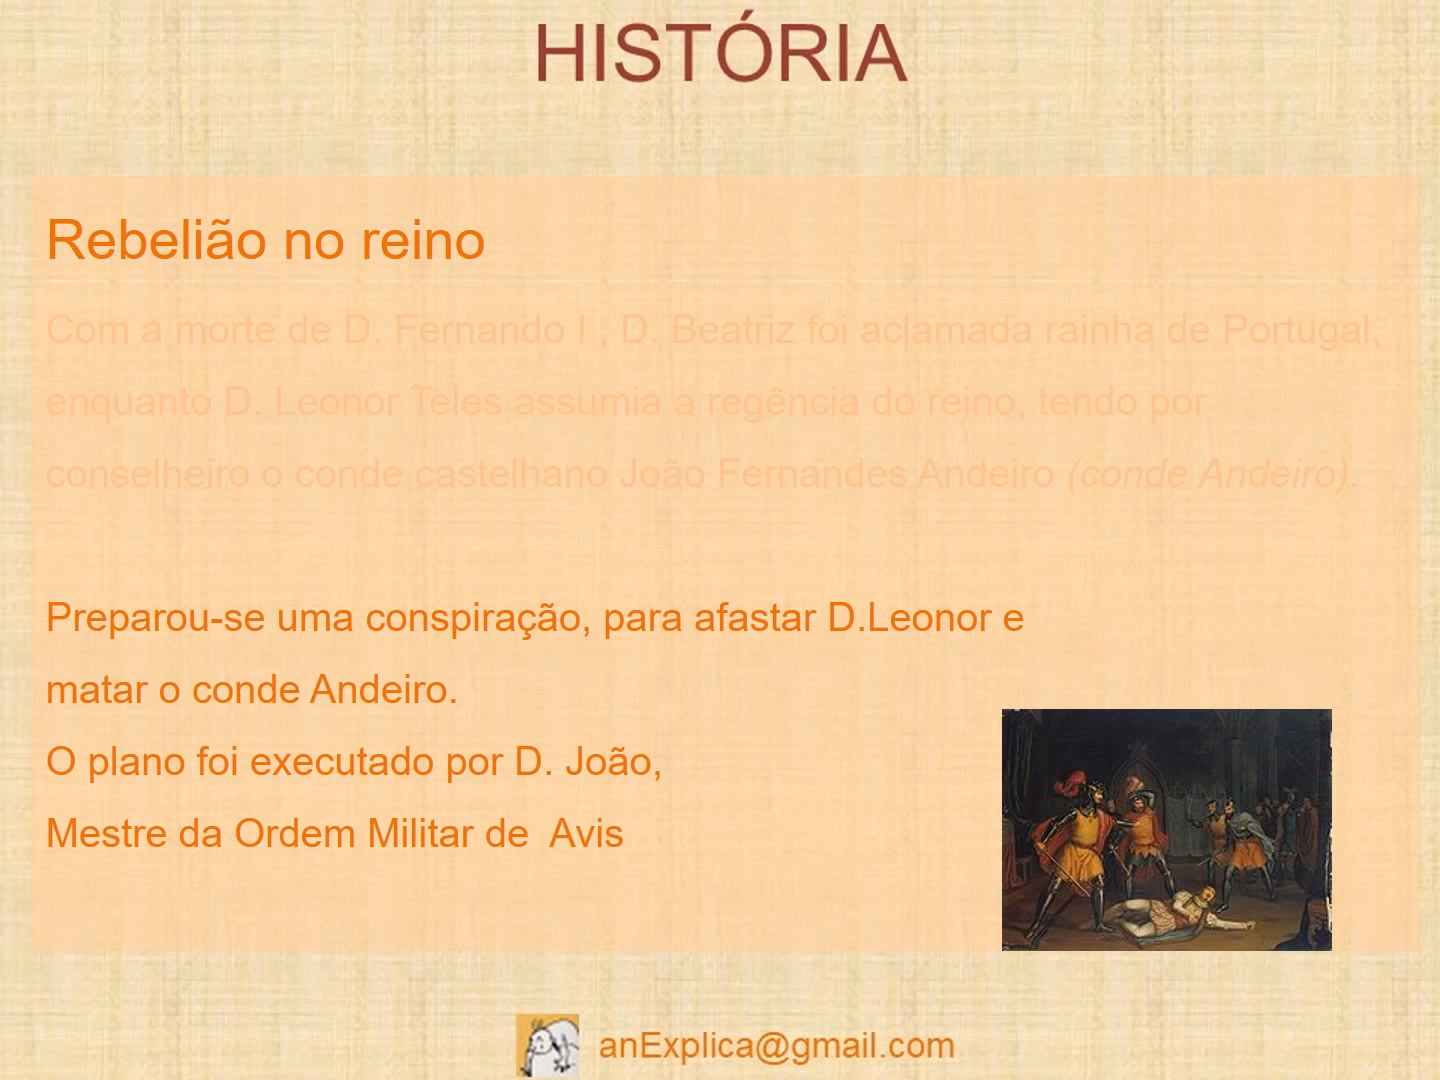 HISTÓRIA
Rebelião no reino
Com a morte de D. Fernando I , D. Beatriz foi aclamada rainha de Portugal,
enquanto D. Leonor Teles assumia a regência do reino, tendo por
conselheiro o conde castelhano João Fernandes Andeiro (conde Andeiro).
Preparou-se uma conspiração, para afastar D.Leonor e
matar o conde Andeiro.
O plano foi executado por D. João,
Mestre da Ordem Militar de  Avis
anExplica@gmail.com